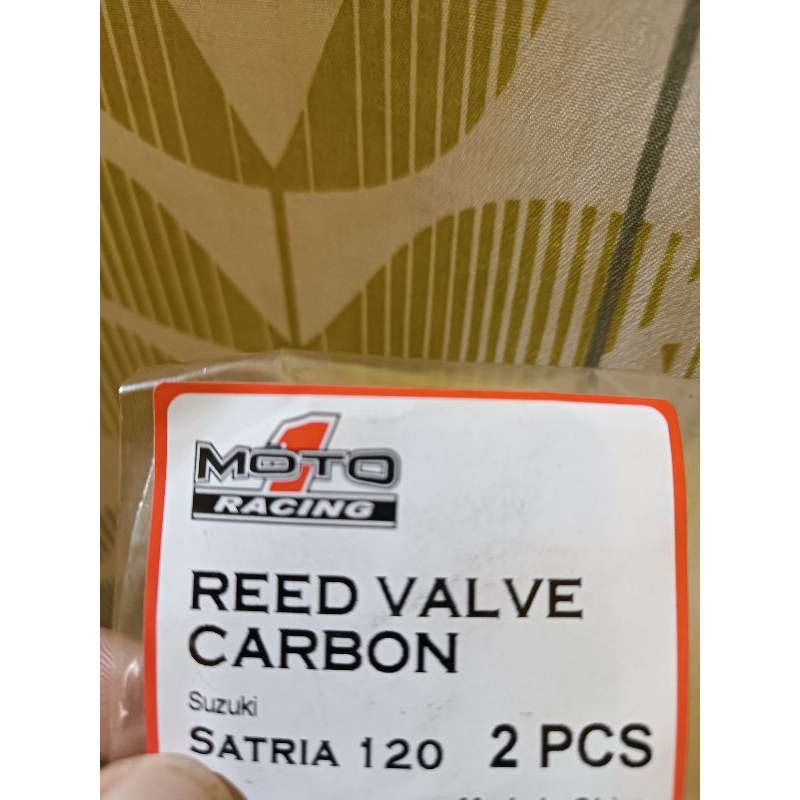 MOTO 1
RACING
REED VALVE
CARBON
Suzuki
SATRIA 120 2 PCS